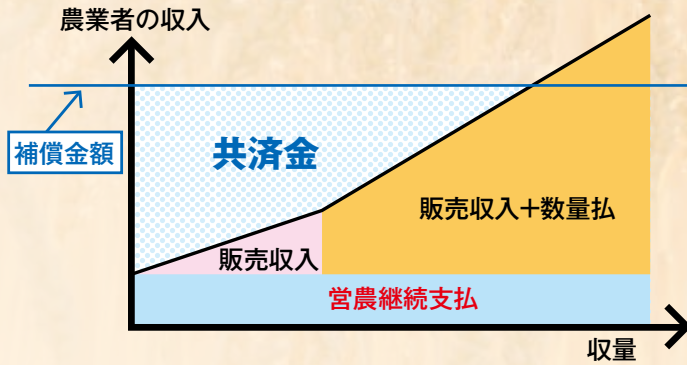 農業者の収入
補償金額
共済金
販売収入+数量払
販売収入
営農継続支払
収量